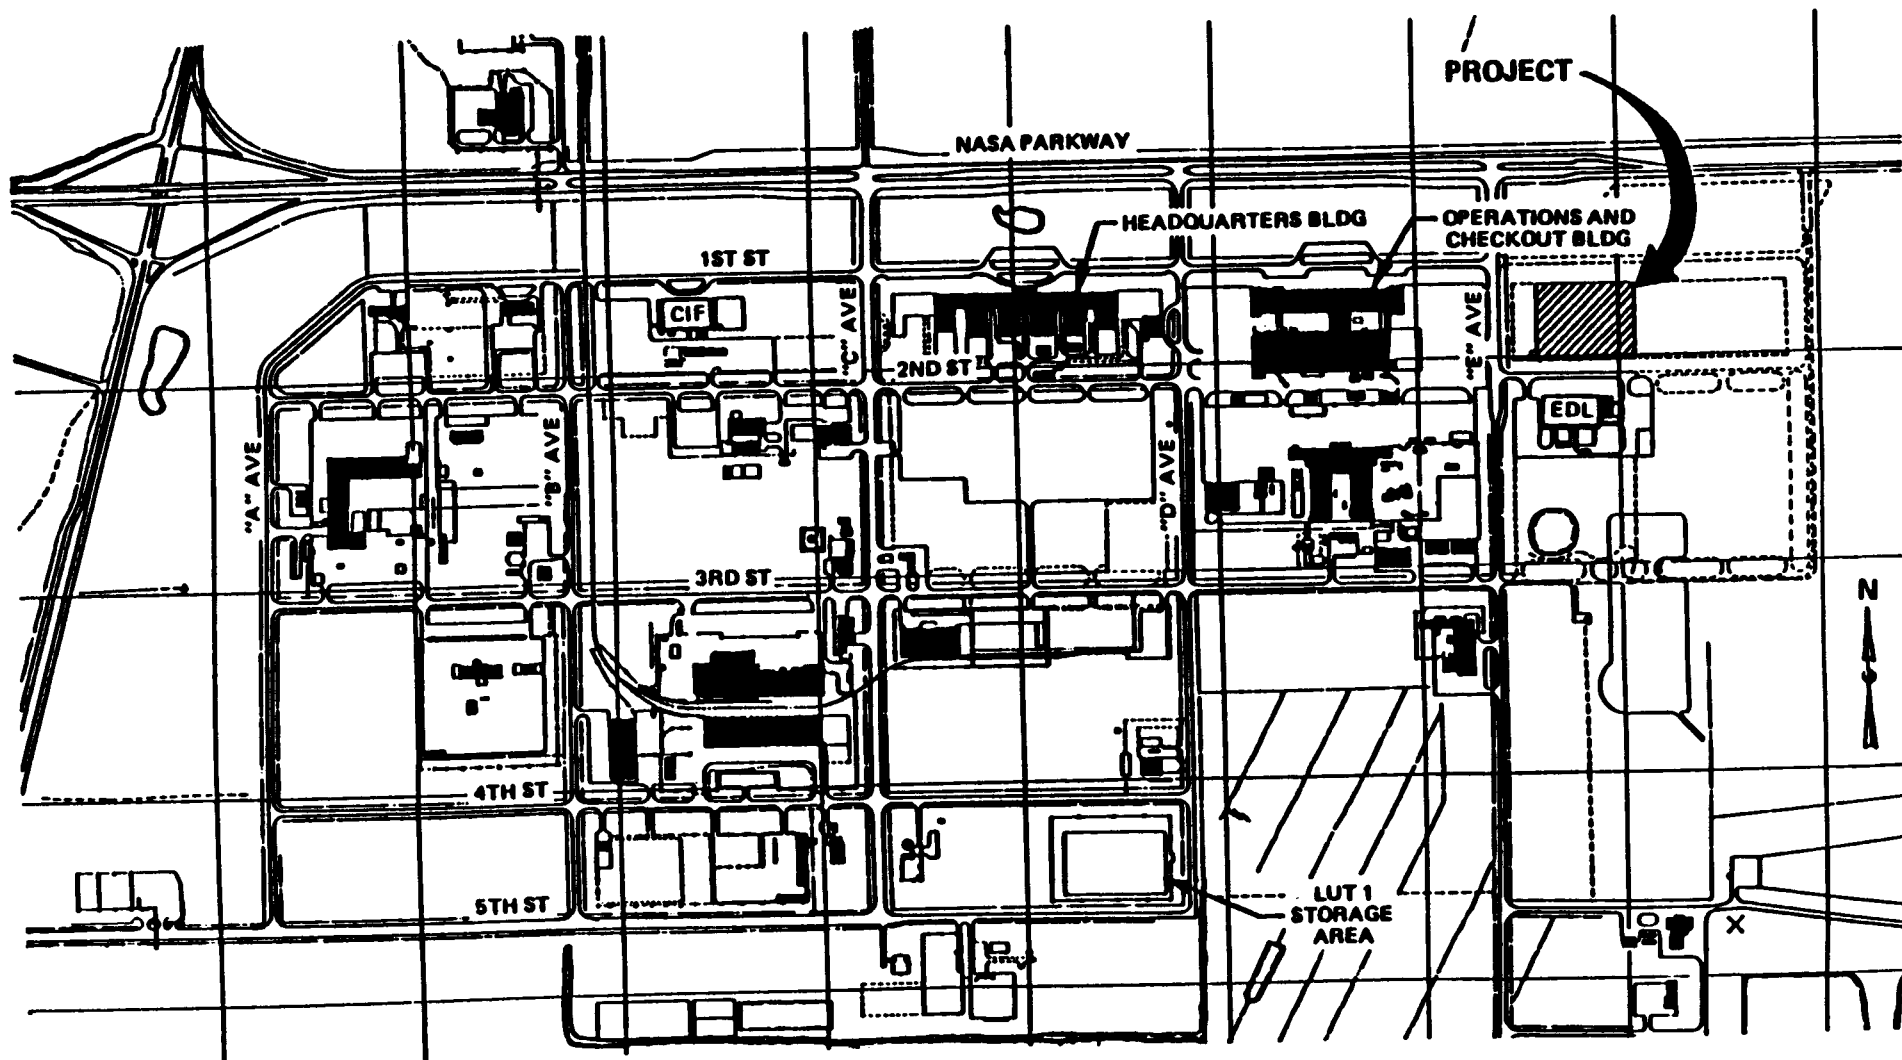 PROJECT
NASA PARKWAY
HEADQUARTERS BLDG
OPERATIONS AND
CHECKOUT BLDG
1ST ST
CIF
"C" AVE
"E" AVE
2ND ST
EDL
"A" AVE
"B" AVE
"D" AVE
3RD ST
N
4TH ST
5TH ST
LUT 1
STORAGE
AREA
X